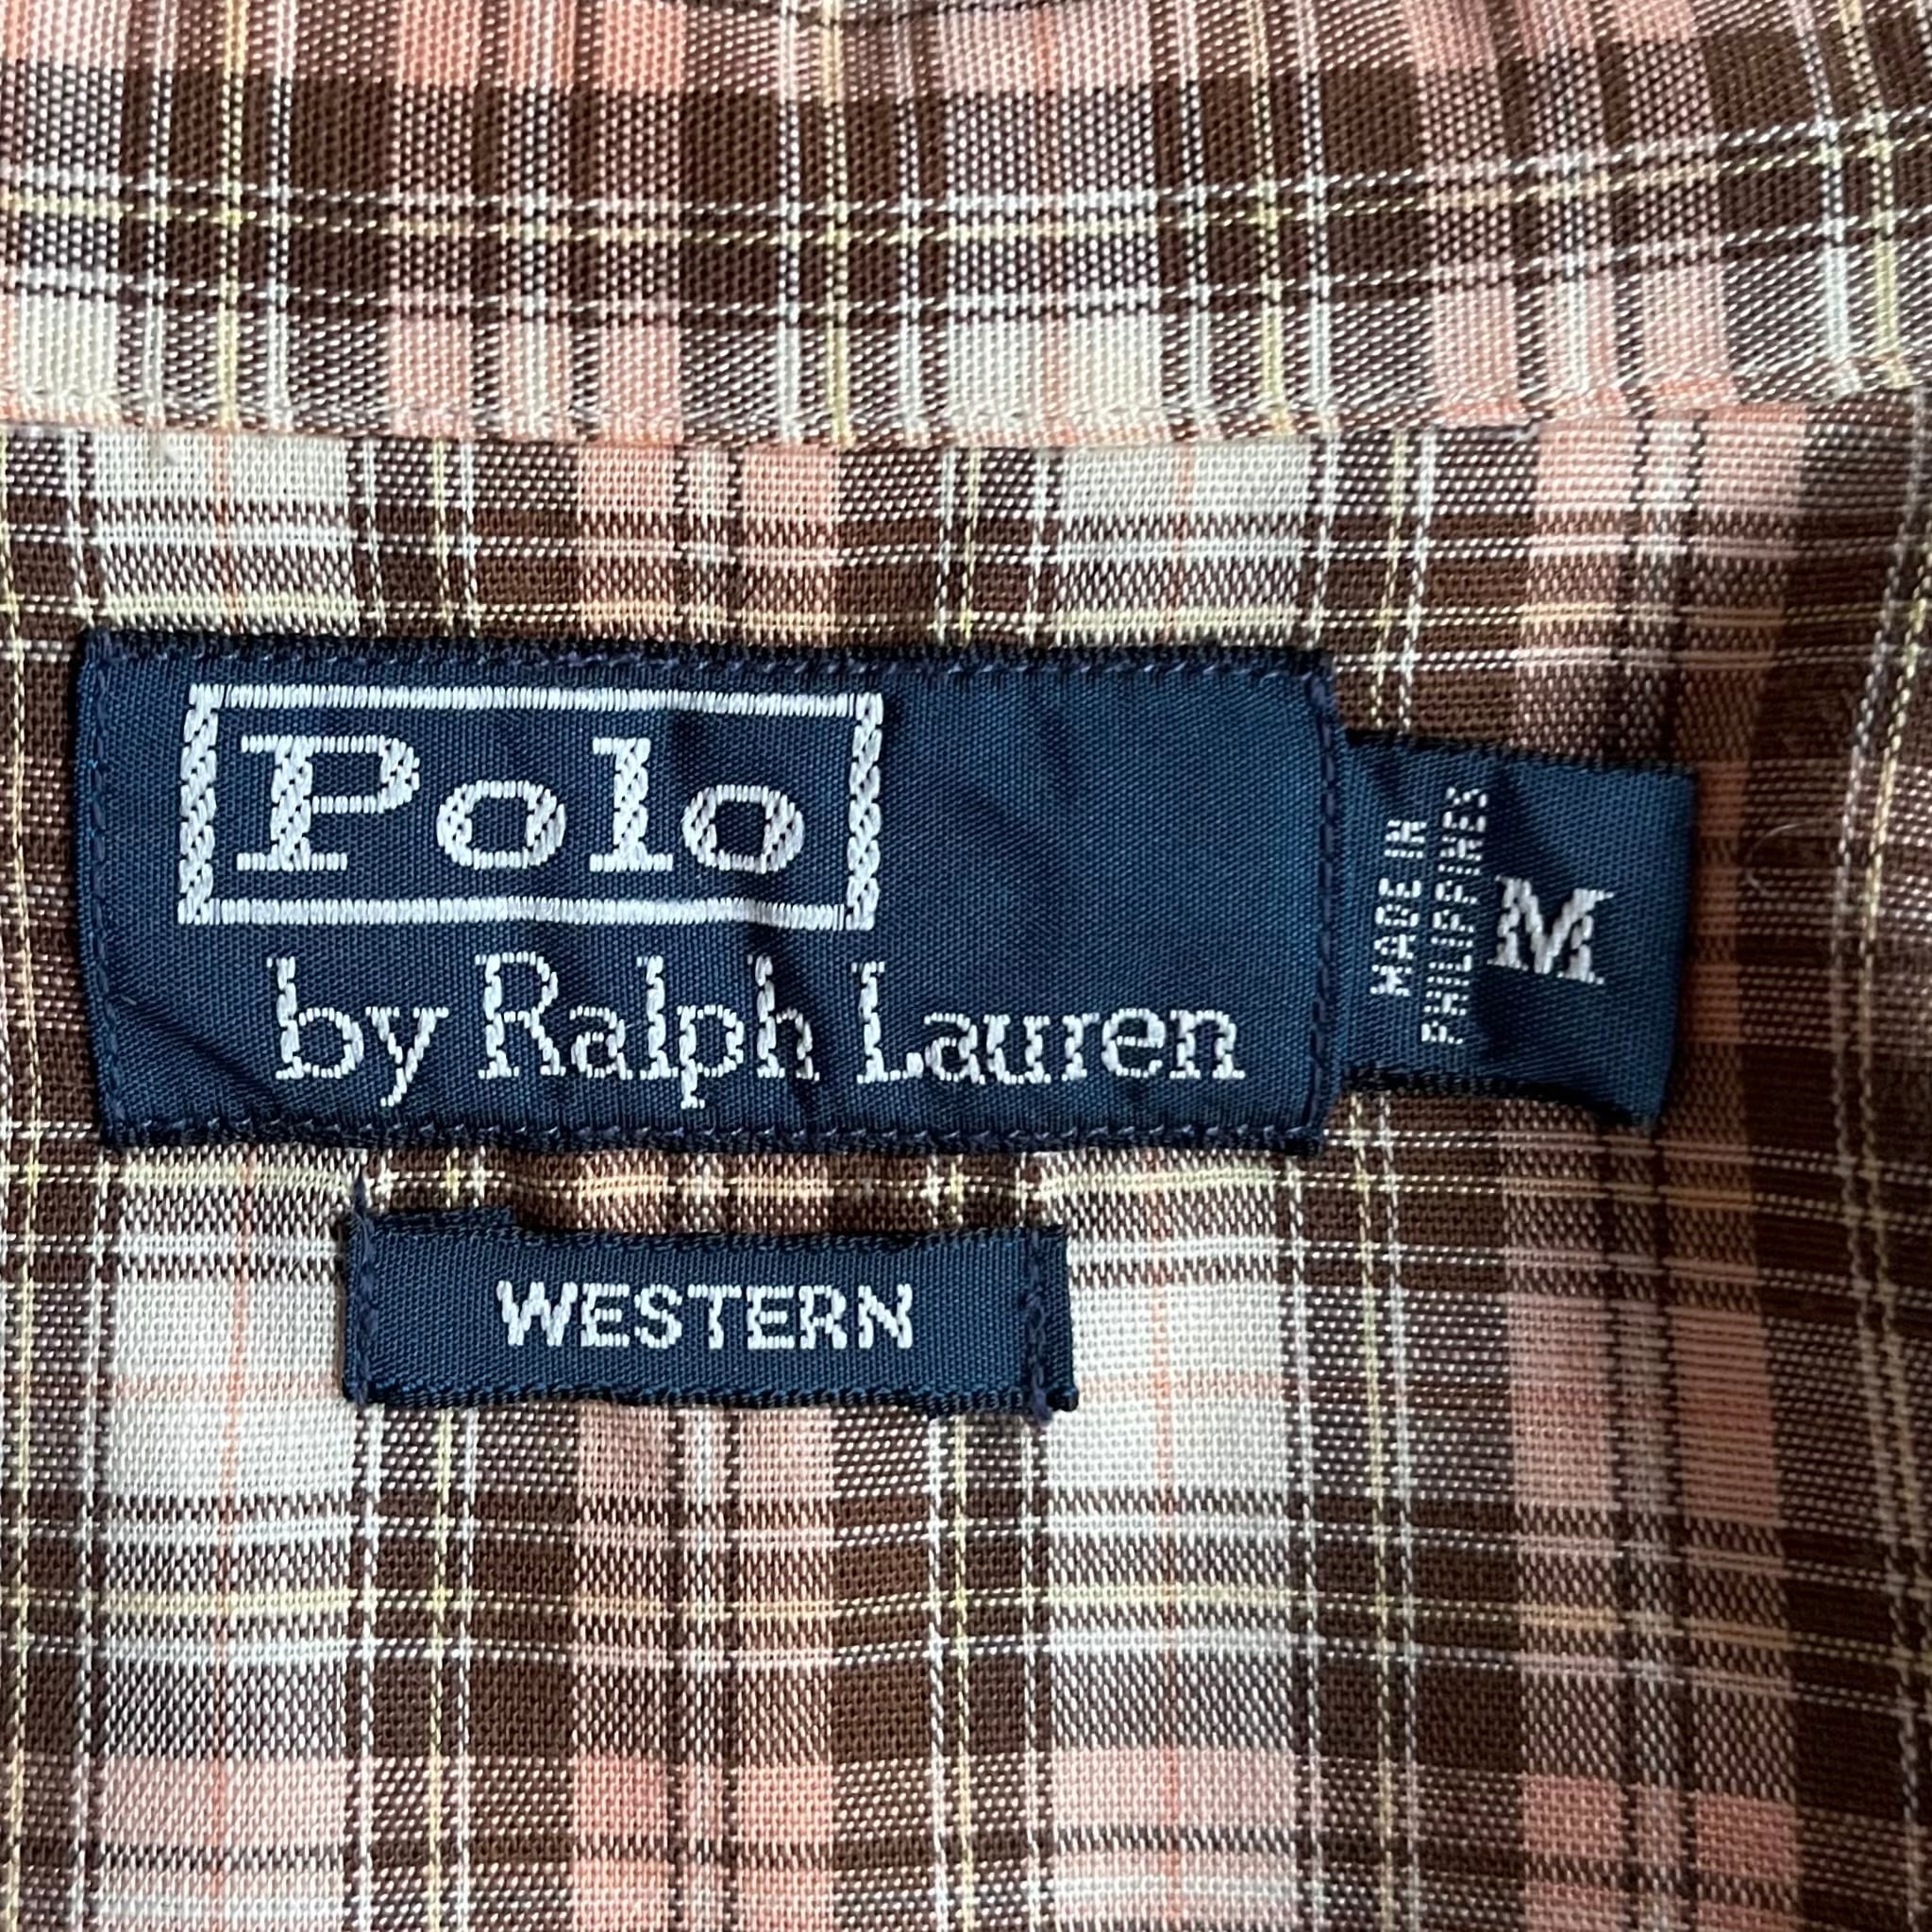 Polo
by Ralph Lauren
MADE IN
PHILIPPINES
M
WESTERN